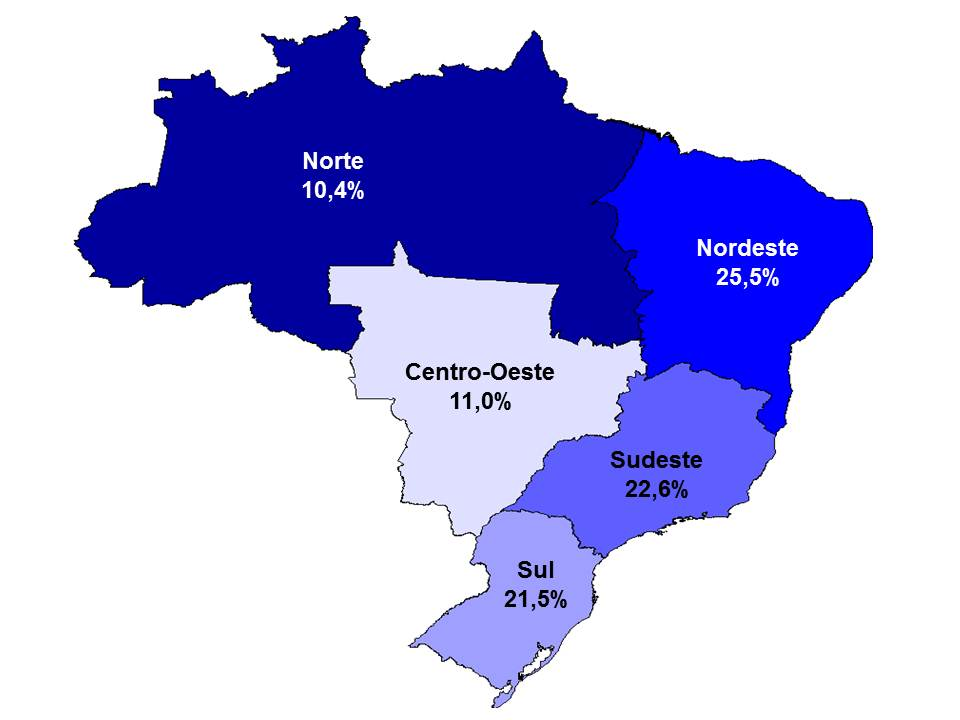 Norte
10,4%
Nordeste
25,5%
Centro-Oeste
11,0%
Sudeste
22,6%
Sul
21,5%